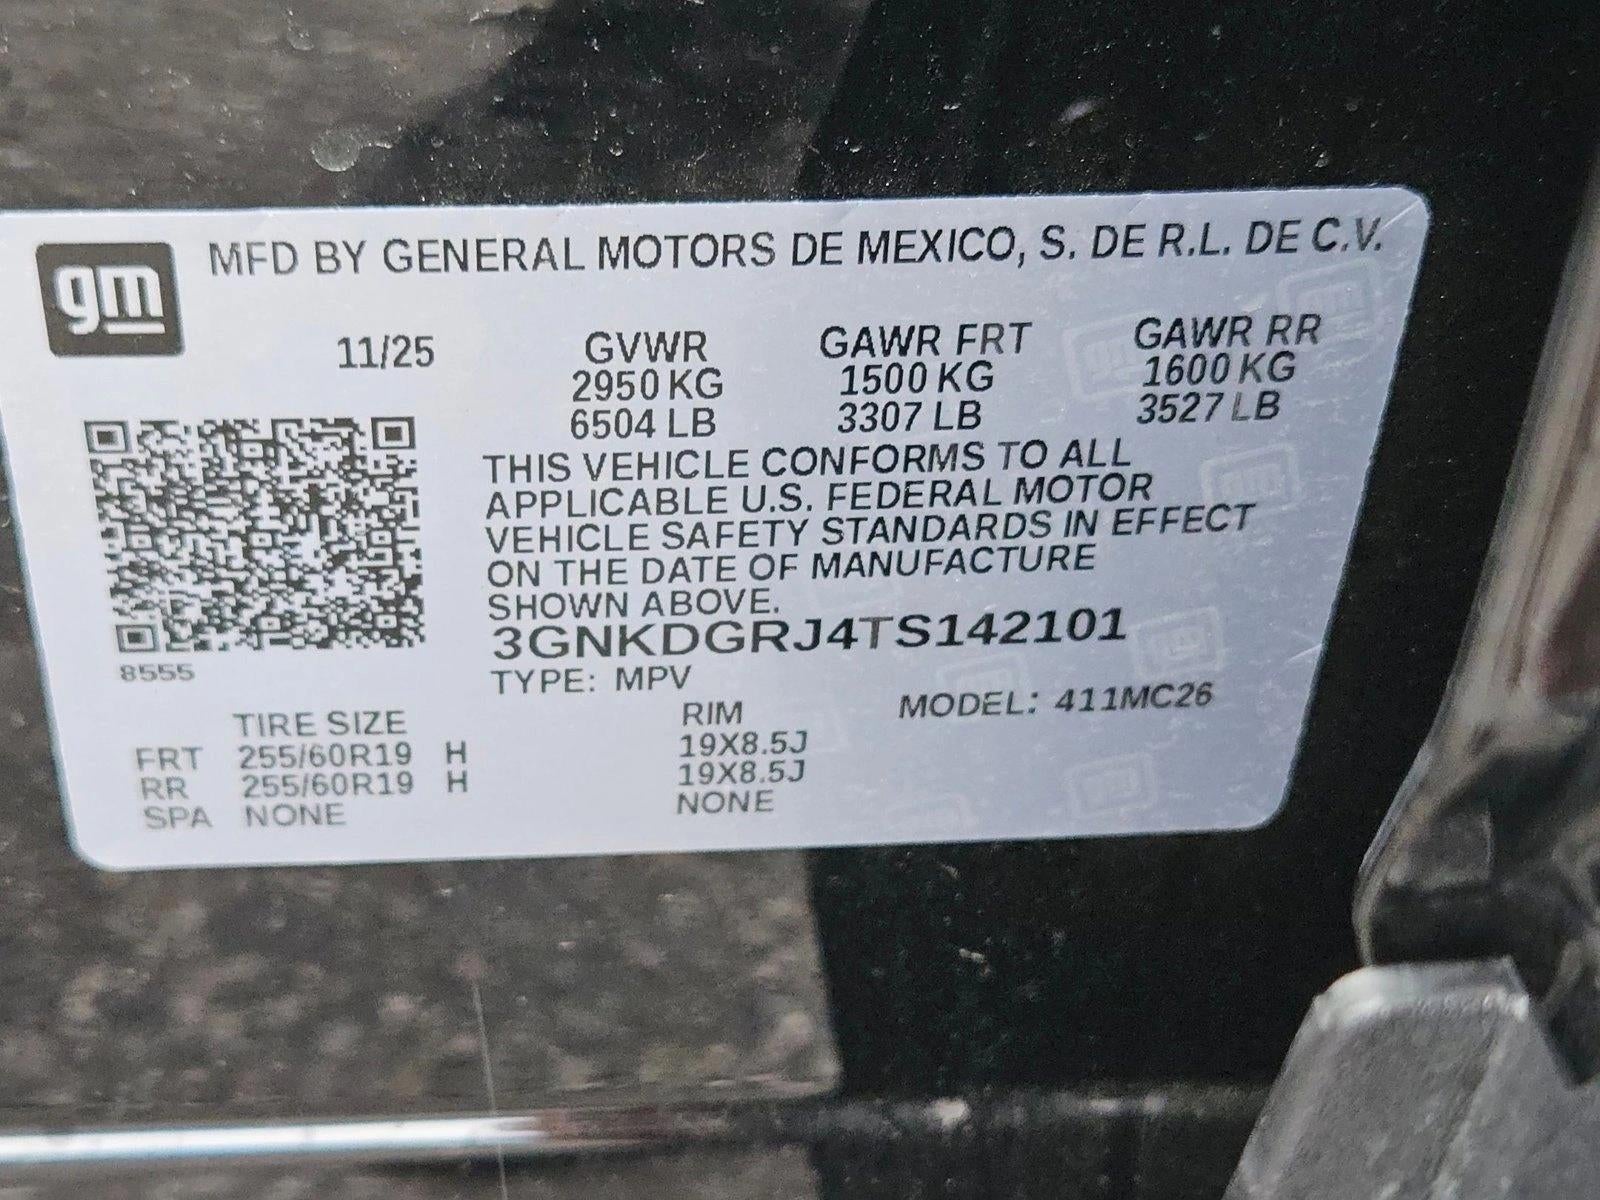 gm
MFD BY GENERAL MOTORS DE MEXICO, S. DE R.L. DE C.V.
11/25 GVWR GAWR FRT GAWR RR
2950 KG 1500 KG 1600 KG
6504 LB 3307 LB 3527 LB
THIS VEHICLE CONFORMS TO ALL
APPLICABLE U.S. FEDERAL MOTOR
VEHICLE SAFETY STANDARDS IN EFFECT
ON THE DATE OF MANUFACTURE
SHOWN ABOVE.
3GNKDGRJ4TS142101
8555
TYPE: MPV MODEL: 411MC26
TIRE SIZE RIM
FRT 255/60R19 H 19X8.5J
RR 255/60R19 H 19X8.5J
SPA NONE NONE